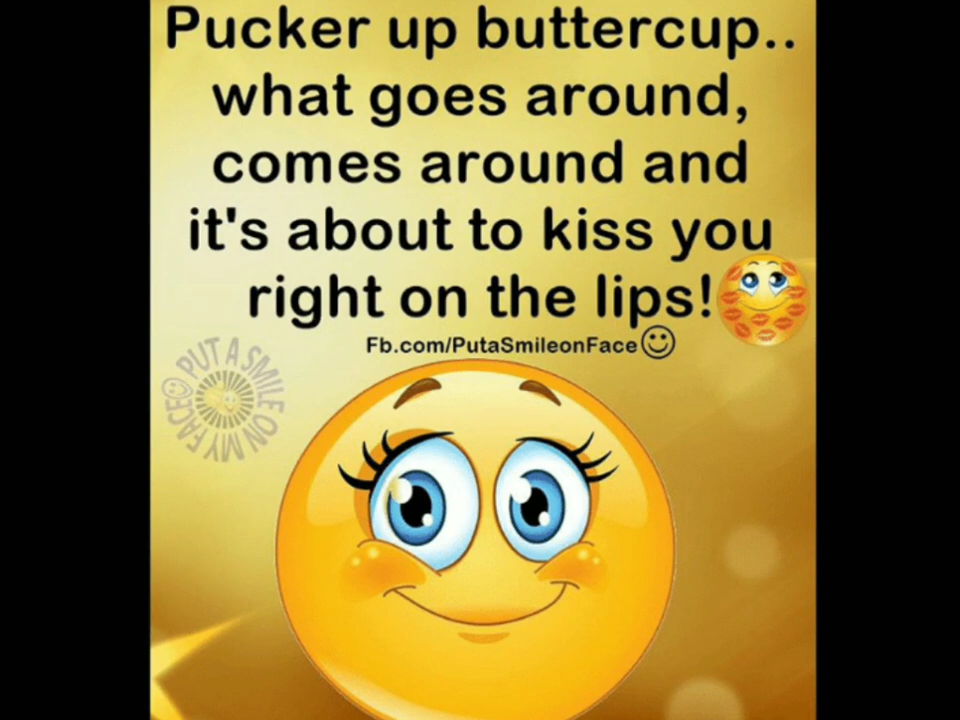 Pucker up buttercup..
what goes around,
comes around and
it's about to kiss you
right on the lips!
Fb.com/PutaSmileonFace
PUT A SMILE ON MY FACE